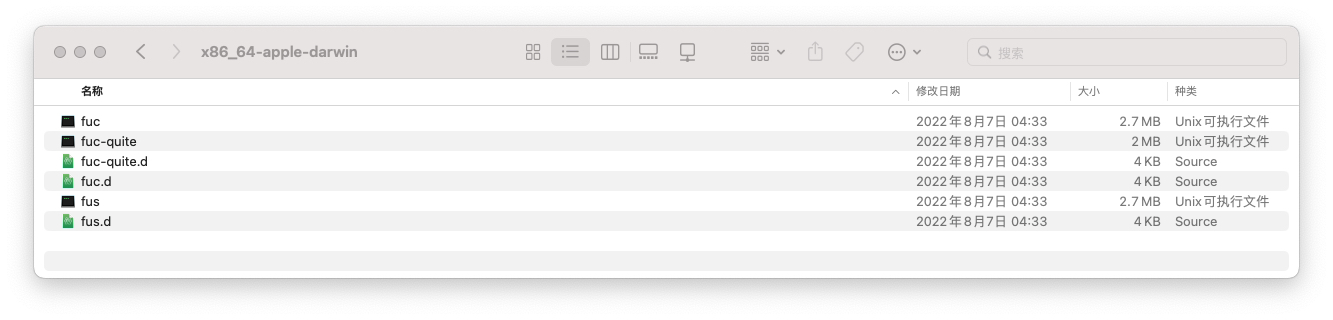 x86_64-apple-darwin
搜索
名称 修改日期 大小 种类
fuc 2022年8月7日 04:33 2.7 MB Unix可执行文件
fuc-quite 2022年8月7日 04:33 2 MB Unix可执行文件
fuc-quite.d 2022年8月7日 04:33 4 KB Source
fuc.d 2022年8月7日 04:33 4 KB Source
fus 2022年8月7日 04:33 2.7 MB Unix可执行文件
fus.d 2022年8月7日 04:33 4 KB Source